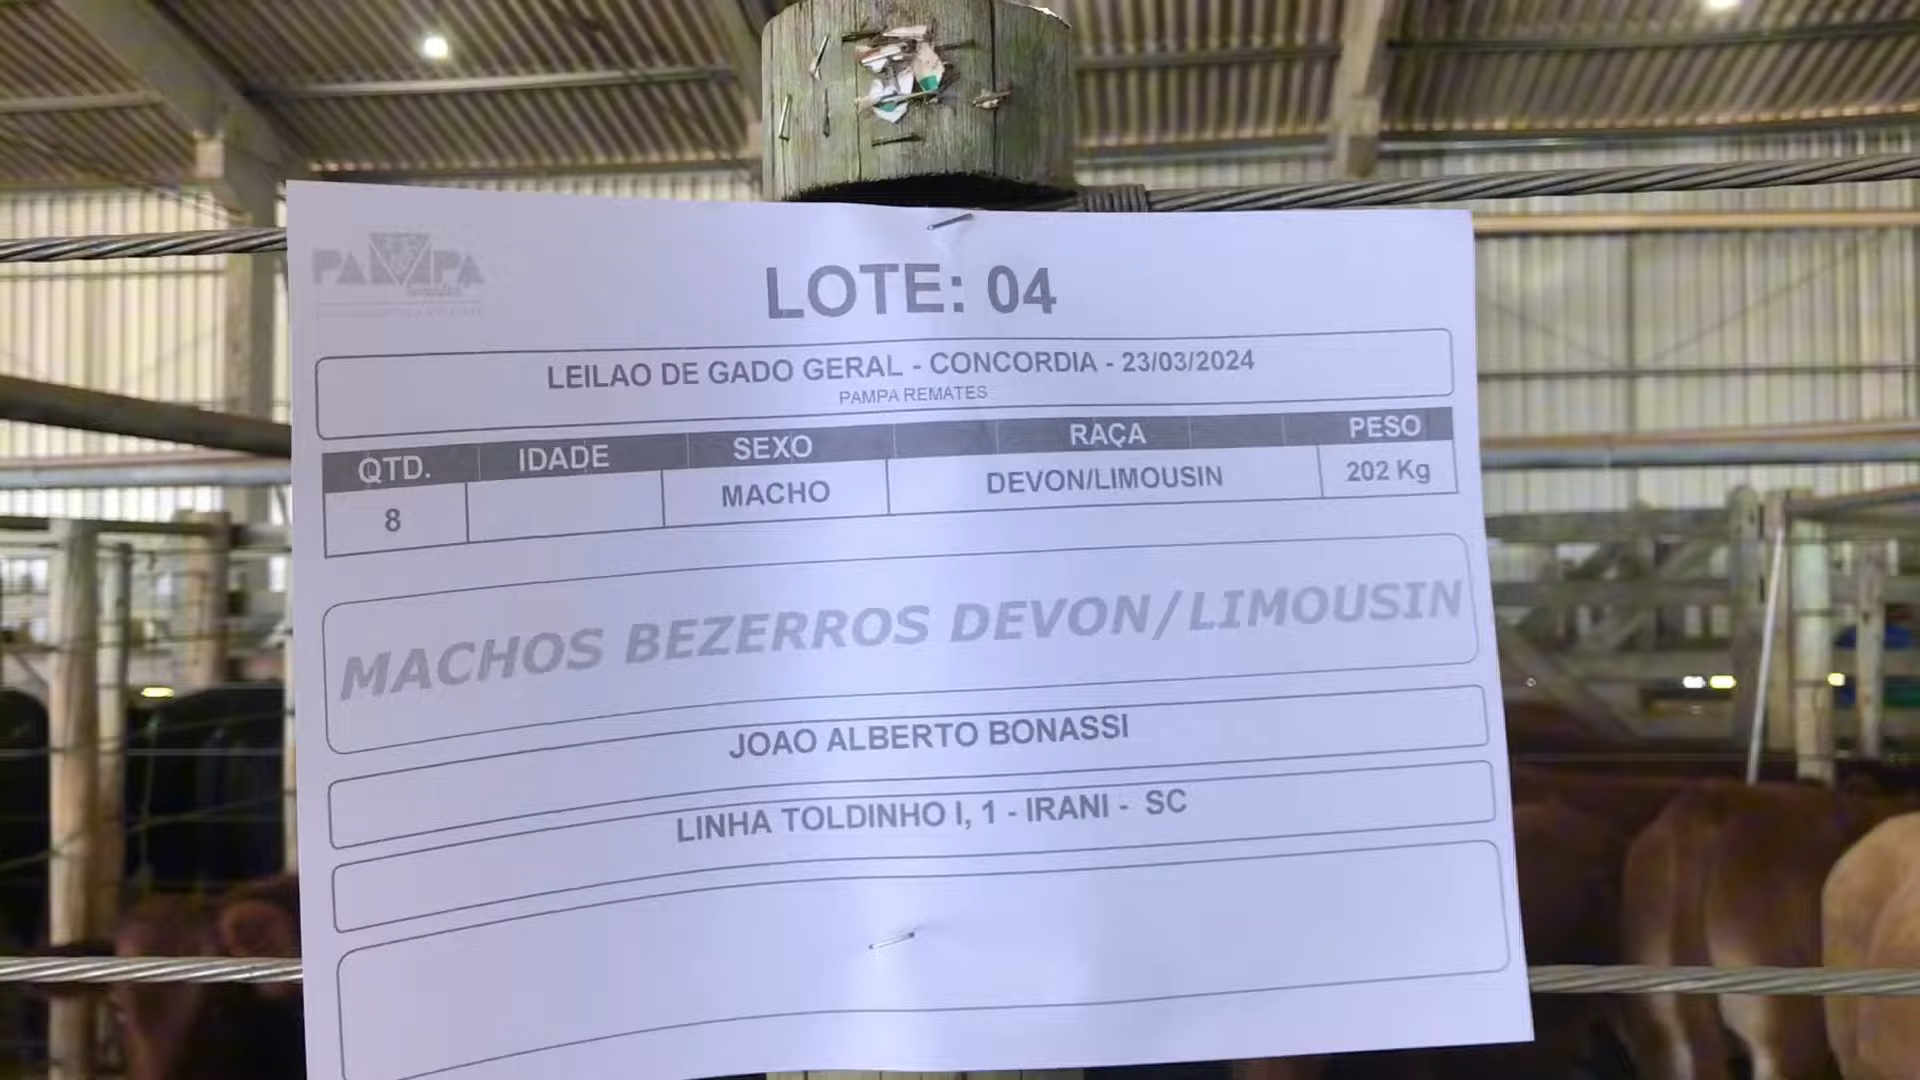 PAMPA
LOTE: 04
LEILAO DE GADO GERAL - CONCORDIA - 23/03/2024
PAMPA REMATES
QTD. IDADE SEXO RAÇA PESO
8 MACHO DEVON/LIMOUSIN 202 Kg
MACHOS BEZERROS DEVON/LIMOUSIN
JOAO ALBERTO BONASSI
LINHA TOLDINHO I, 1 - IRANI - SC